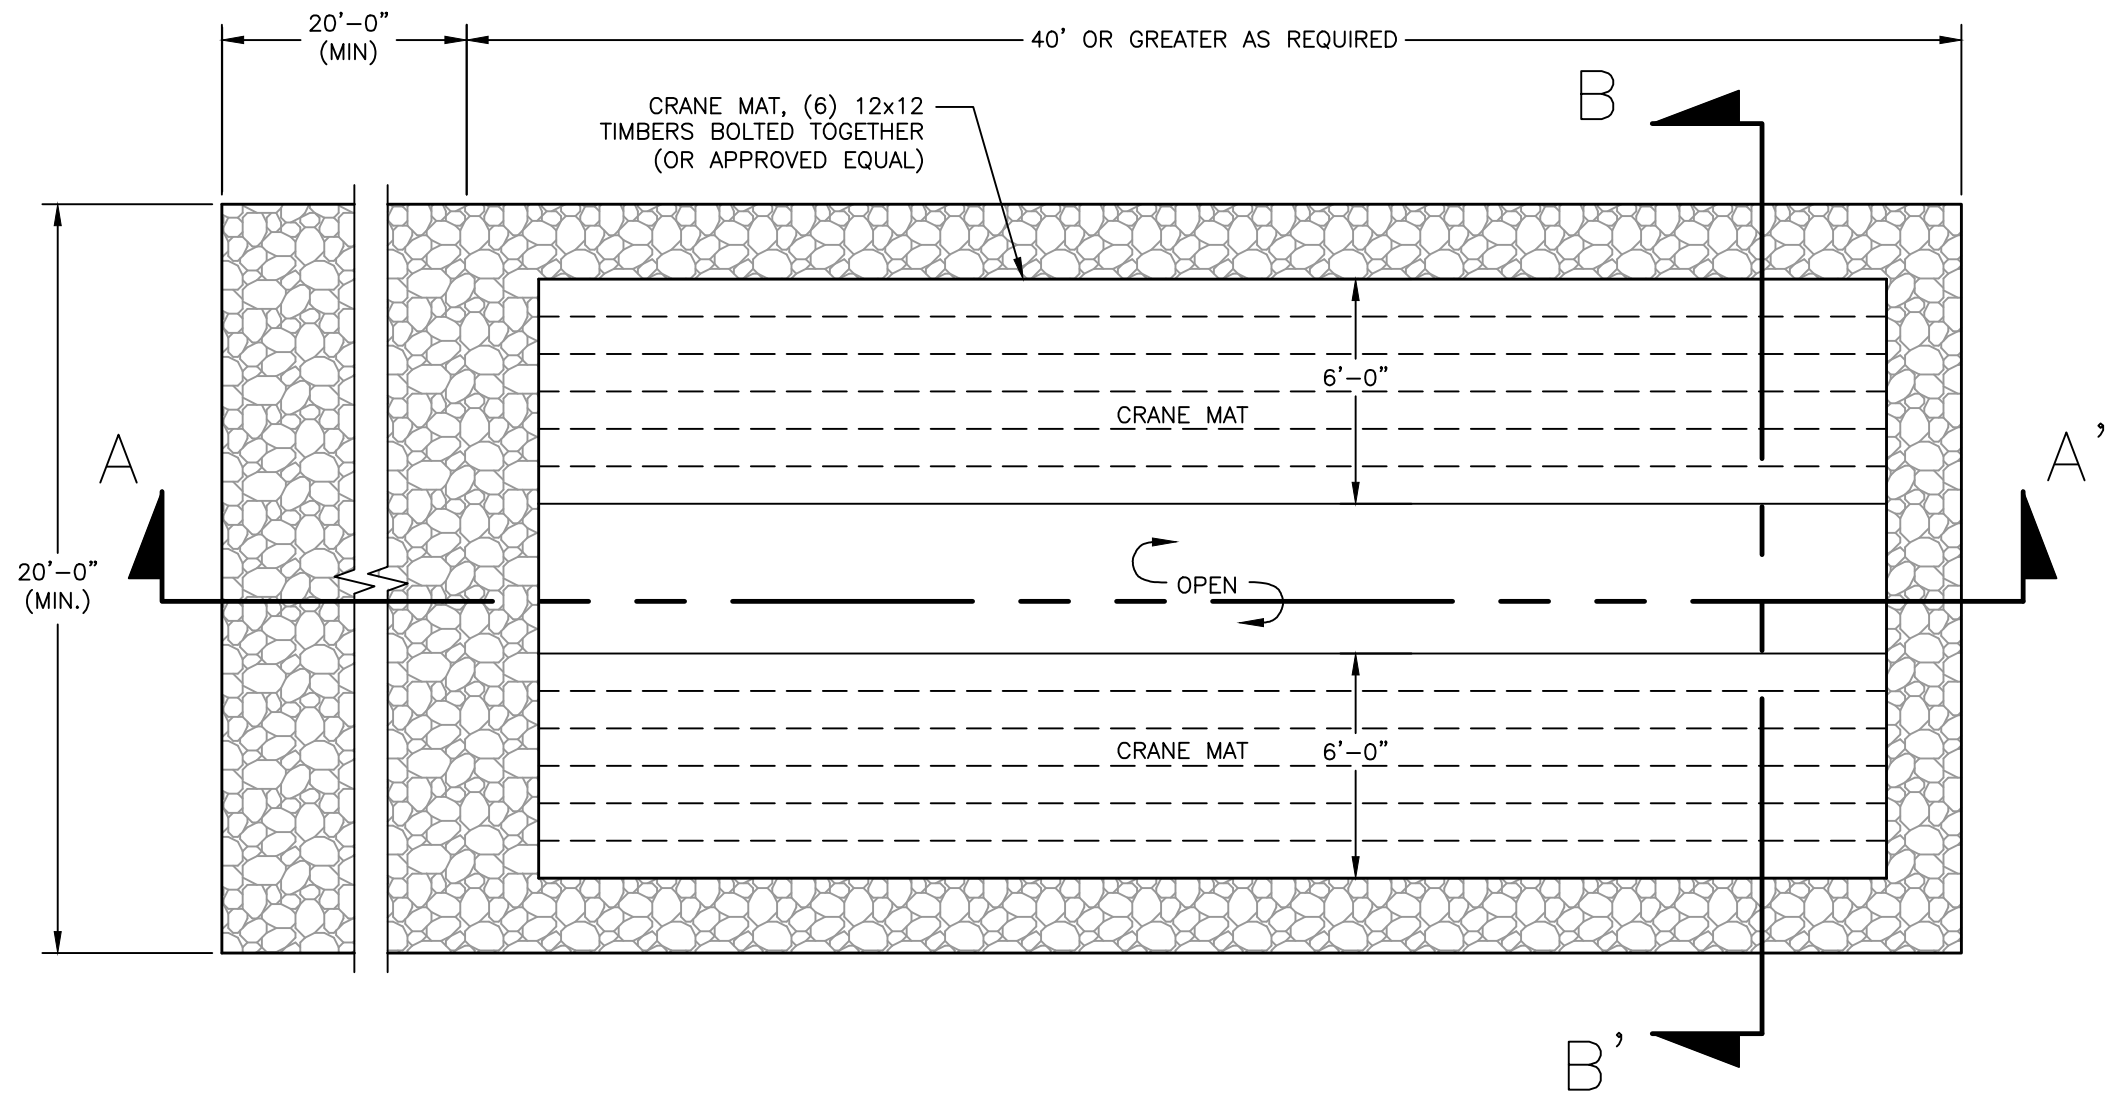 20'-0"
(MIN)
40' OR GREATER AS REQUIRED
CRANE MAT, (6) 12x12
TIMBERS BOLTED TOGETHER
(OR APPROVED EQUAL)
B
6'-0"
CRANE MAT
A
A'
20'-0"
(MIN.)
OPEN
CRANE MAT 6'-0"
B'